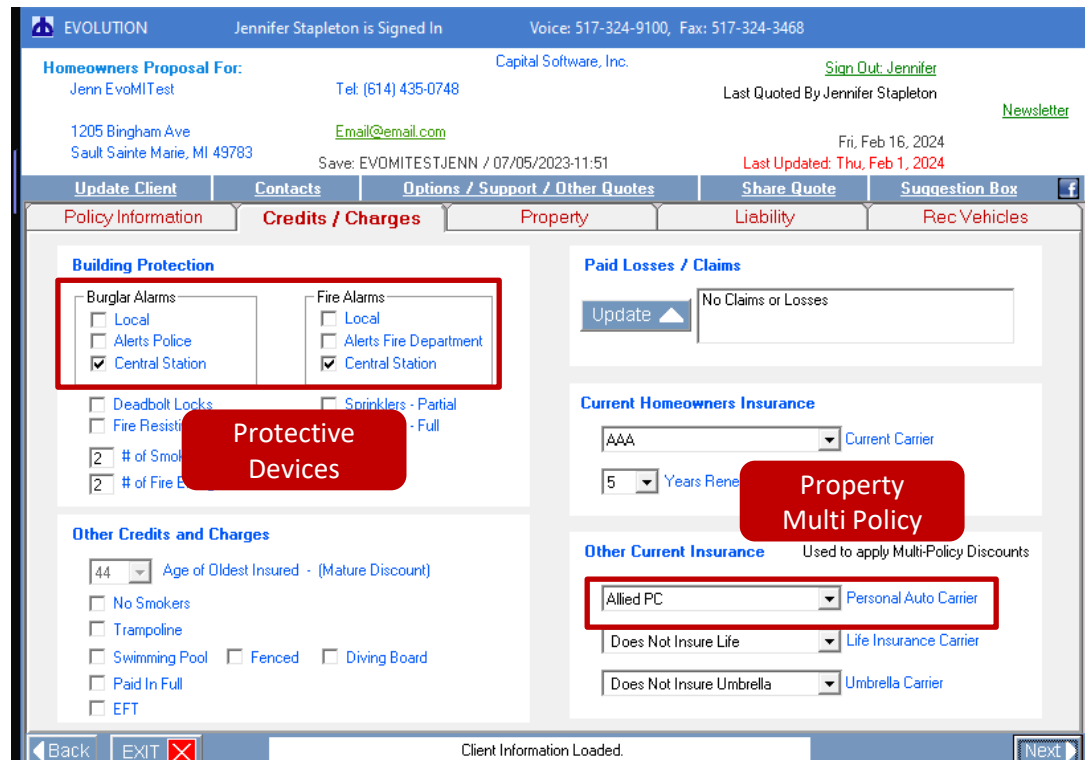 EVOLUTION Jennifer Stapleton is Signed In Voice: 517-324-9100, Fax: 517-324-3468
Homeowners Proposal For: Capital Software, Inc. Sign Out: Jennifer
Jenn EvoMITest Tel: (614) 435-0748 Last Quoted By Jennifer Stapleton
Newsletter
1205 Bingham Ave Email@email.com Fri, Feb 16, 2024
Sault Sainte Marie, MI 49783 Save: EVOMITESTJENN / 07/05/2023-11:51 Last Updated: Thu, Feb 1, 2024
Update Client Contacts Options / Support / Other Quotes Share Quote Suggestion Box f
Policy Information Credits / Charges Property Liability Rec Vehicles
Building Protection
Burglar Alarms Fire Alarms
Local Local
Alerts Police Alerts Fire Department
Central Station Central Station
Deadbolt Locks Sprinklers - Partial
Fire Resisti - Full
2 # of Smok
2 # of Fire E
Protective
Devices
Other Credits and Charges
44 Age of Oldest Insured - (Mature Discount)
No Smokers
Trampoline
Swimming Pool Fenced Diving Board
Paid In Full
EFT
Paid Losses / Claims
Update No Claims or Losses
Current Homeowners Insurance
AAA Current Carrier
5 Years Rene
Property
Multi Policy
Other Current Insurance Used to apply Multi-Policy Discounts
Allied PC Personal Auto Carrier
Does Not Insure Life Life Insurance Carrier
Does Not Insure Umbrella Umbrella Carrier
Back EXIT Client Information Loaded. Next